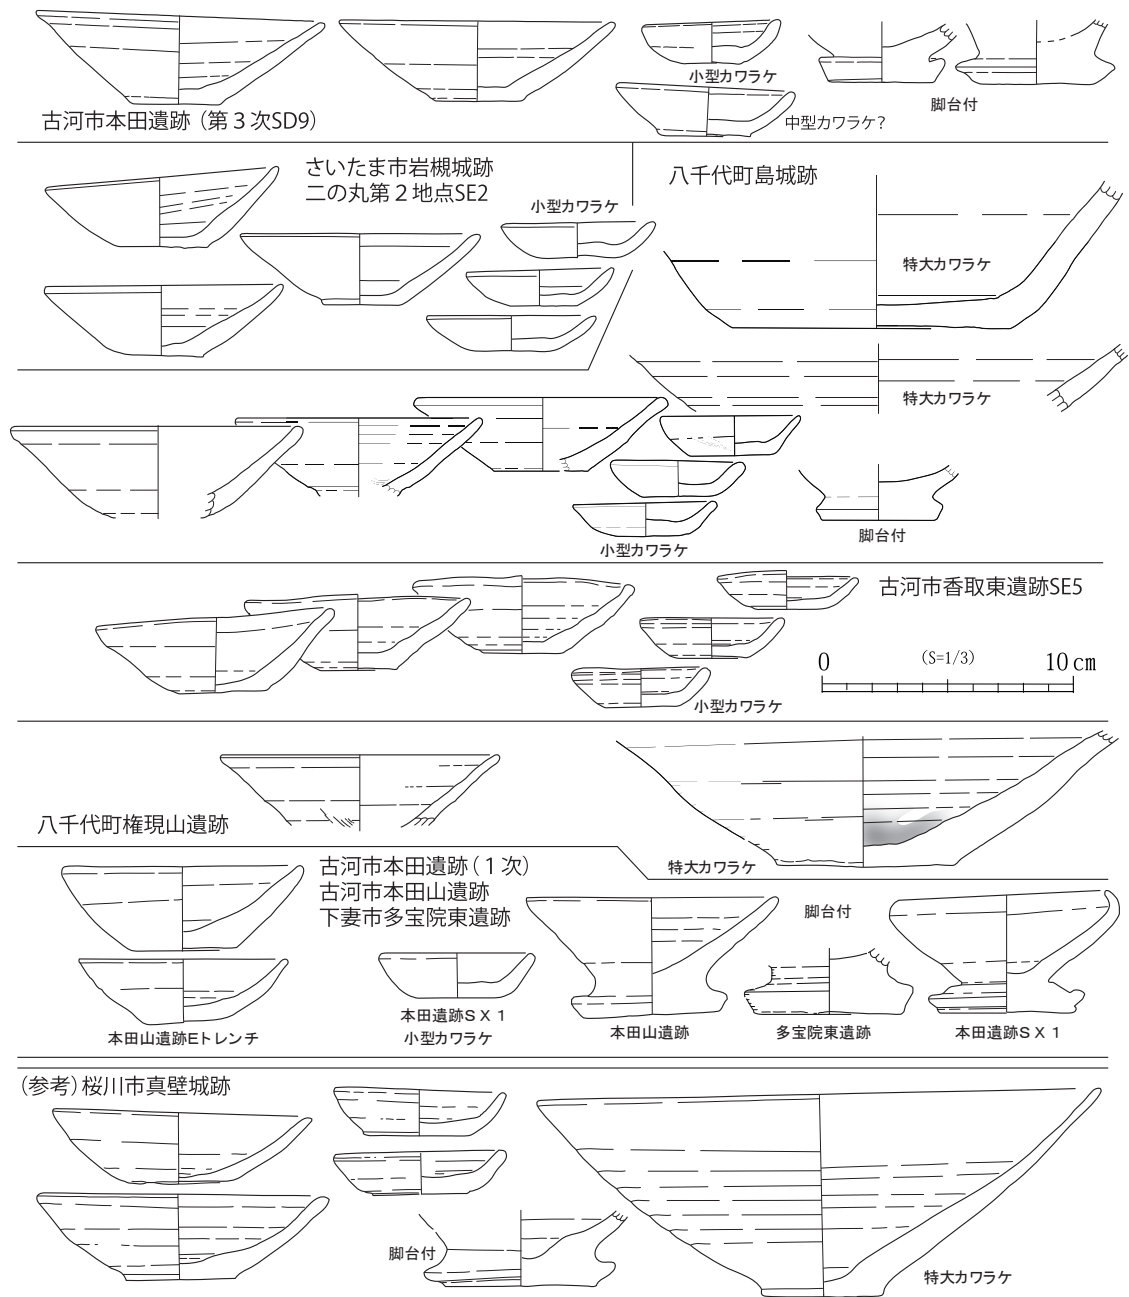 小型カワラケ
脚台付
古河市本田遺跡（第３次SD9）
中型カワラケ？
さいたま市岩槻城跡
二の丸第２地点SE2
小型カワラケ
八千代町島城跡
特大カワラケ
特大カワラケ
脚台付
小型カワラケ
古河市香取東遺跡SE5
0 （S=1/3） 10cm
小型カワラケ
八千代町権現山遺跡
特大カワラケ
古河市本田遺跡（１次）
古河市本田山遺跡
下妻市多宝院東遺跡
脚台付
本田遺跡ＳＸ１
小型カワラケ
本田山遺跡Eトレンチ
本田山遺跡
多宝院東遺跡
本田遺跡ＳＸ１
（参考）桜川市真壁城跡
脚台付
特大カワラケ